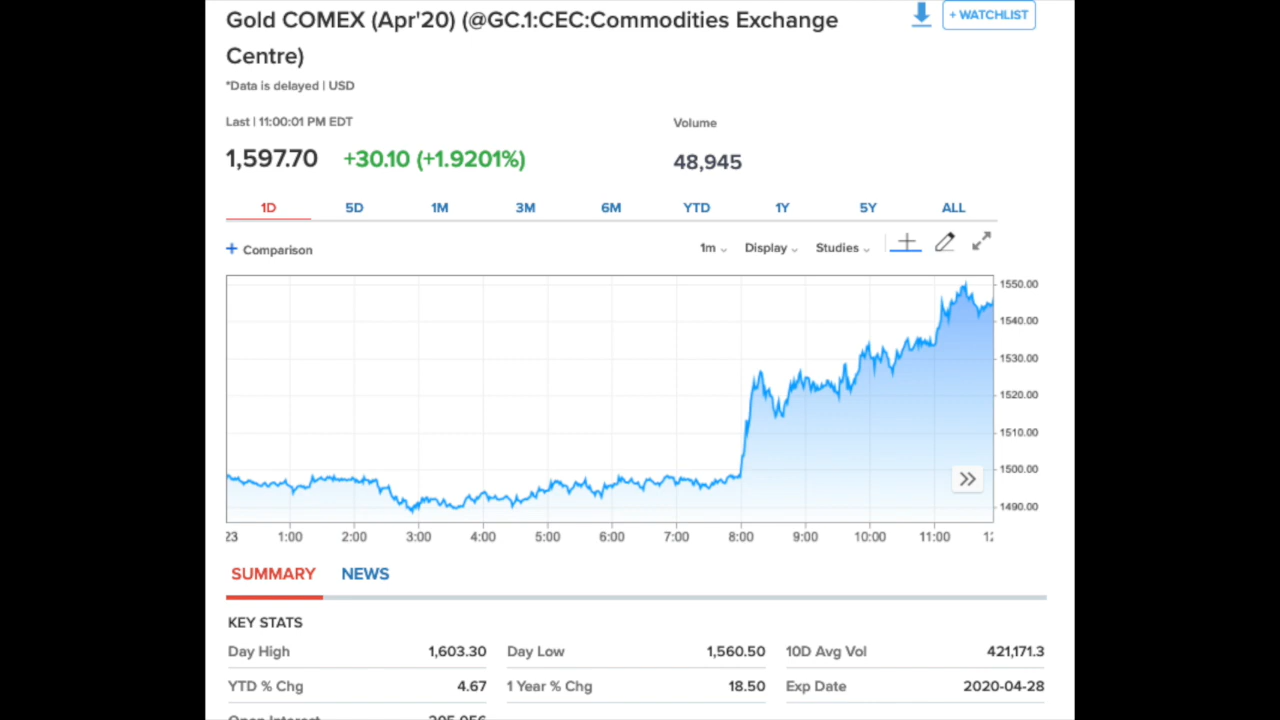 Gold COMEX (Apr'20) (@GC.1:CEC:Commodities Exchange
Centre)
+ WATCHLIST
*Data is delayed | USD
Last | 11:00:01 PM EDT
Volume
1,597.70 +30.10 (+1.9201%)
48,945
1D 5D 1M 3M 6M YTD 1Y 5Y ALL
+ Comparison
1m Display Studies
1550.00
1540.00
1530.00
1520.00
1510.00
1500.00
1490.00
23 1:00 2:00 3:00 4:00 5:00 6:00 7:00 8:00 9:00 10:00 11:00
SUMMARY NEWS
KEY STATS
Day High 1,603.30 Day Low 1,560.50 10D Avg Vol 421,171.3
YTD % Chg 4.67 1 Year % Chg 18.50 Exp Date 2020-04-28
Open Interest